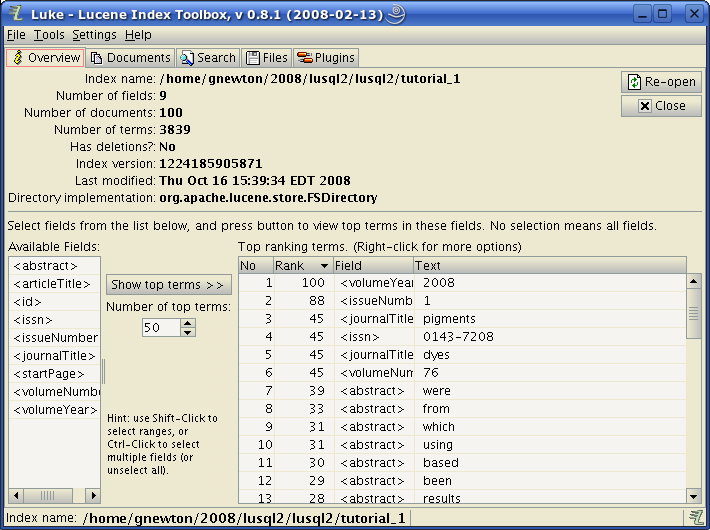 Luke - Lucene Index Toolbox, v 0.8.1 (2008-02-13)
File Tools Settings Help
Overview Documents Search Files Plugins
Index name: /home/gnewton/2008/lusql2/lusql2/tutorial_1
Re-open
Number of fields: 9
Close
Number of documents: 100
Number of terms: 3839
Has deletions?: No
Index version: 1224185905871
Last modified: Thu Oct 16 15:39:34 EDT 2008
Directory implementation: org.apache.lucene.store.FSDirectory
Select fields from the list below, and press button to view top terms in these fields. No selection means all fields.
Available Fields:
<abstract>
<articleTitle>
<id>
<issn>
<issueNumber
<journalTitle>
<startPage>
<volumeNumbe
<volumeYear>
Show top terms >>
Number of top terms:
50
Hint: use Shift-Click to
select ranges, or
Ctrl-Click to select
multiple fields (or
unselect all).
Top ranking terms. (Right-click for more options)
No Rank Field Text
1 100 <volumeYear 2008
2 88 <issueNumb 1
3 45 <journalTitle pigments
4 45 <issn> 0143-7208
5 45 <journalTitle dyes
6 45 <volumeNum 76
7 39 <abstract> were
8 33 <abstract> from
9 31 <abstract> which
10 31 <abstract> using
11 30 <abstract> based
12 29 <abstract> been
13 28 <abstract> results
Index name: /home/gnewton/2008/lusql2/lusql2/tutorial_1